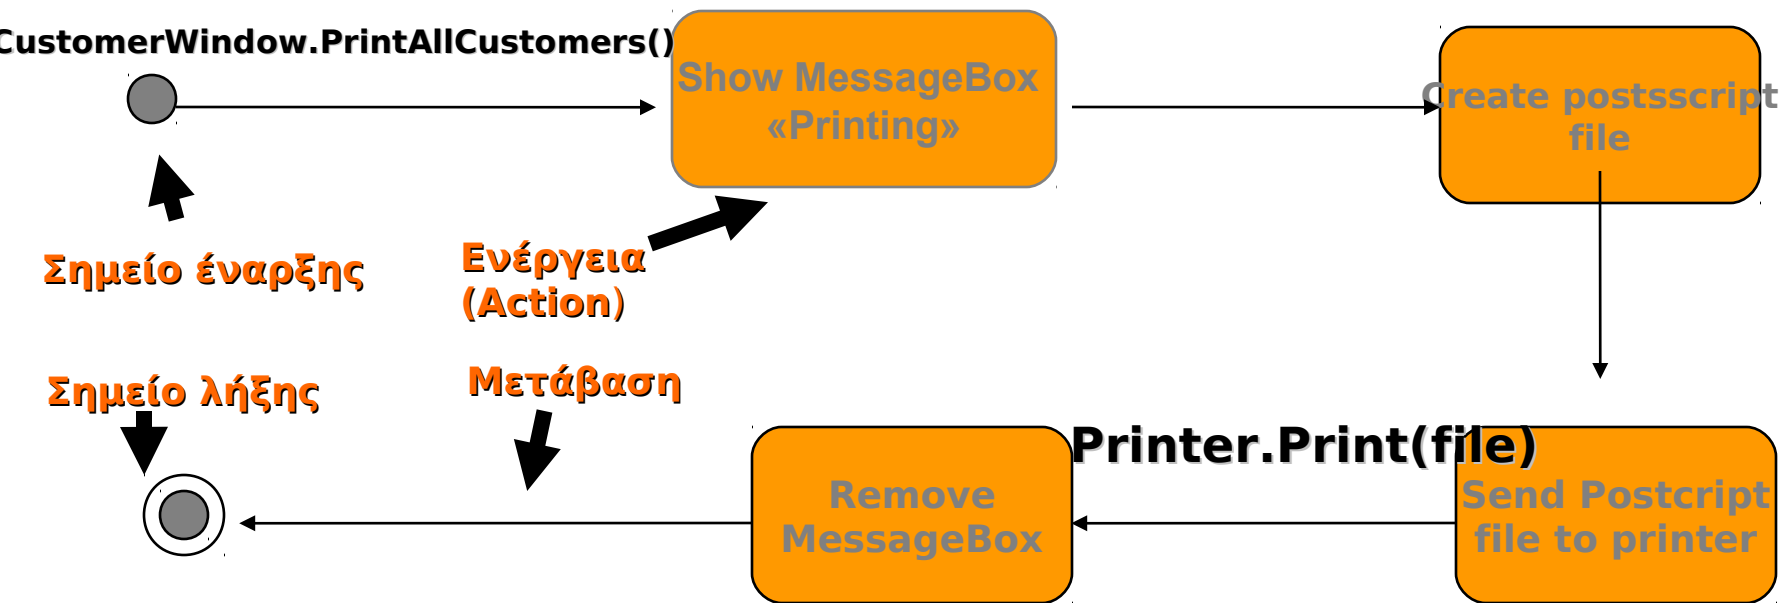 CustomerWindow.PrintAllCustomers()
Show MessageBox
«Printing»
Create postsscript
file
Σημείο έναρξης
Ενέργεια
(Action)
Σημείο λήξης
Μετάβαση
Printer.Print(file)
Remove
MessageBox
Send Postcript
file to printer